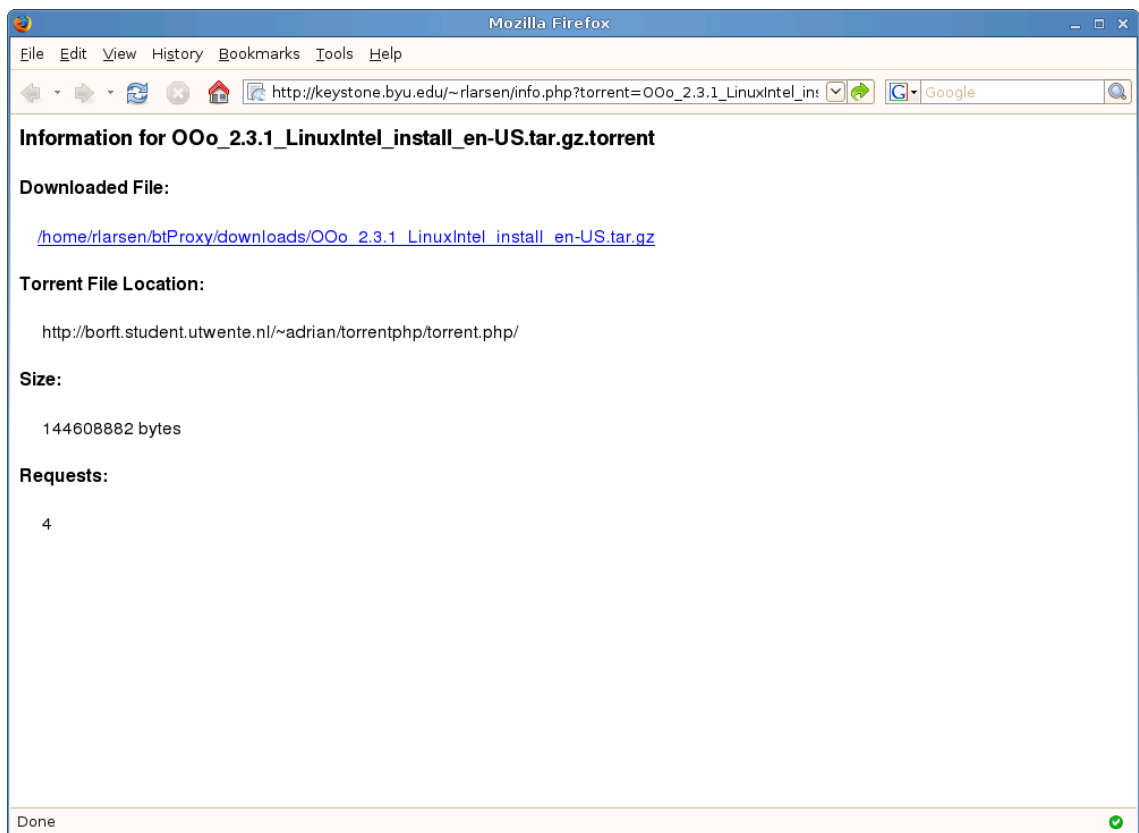 Mozilla Firefox
File Edit View History Bookmarks Tools Help
http://keystone.byu.edu/~rlarsen/info.php?torrent=OOo_2.3.1_LinuxIntel_ins
G Google
Information for OOo_2.3.1_LinuxIntel_install_en-US.tar.gz.torrent
Downloaded File:
/home/rlarsen/btProxy/downloads/OOo_2.3.1_LinuxIntel_install_en-US.tar.gz
Torrent File Location:
http://borft.student.utwente.nl/~adrian/torrentphp/torrent.php/
Size:
144608882 bytes
Requests:
4
Done